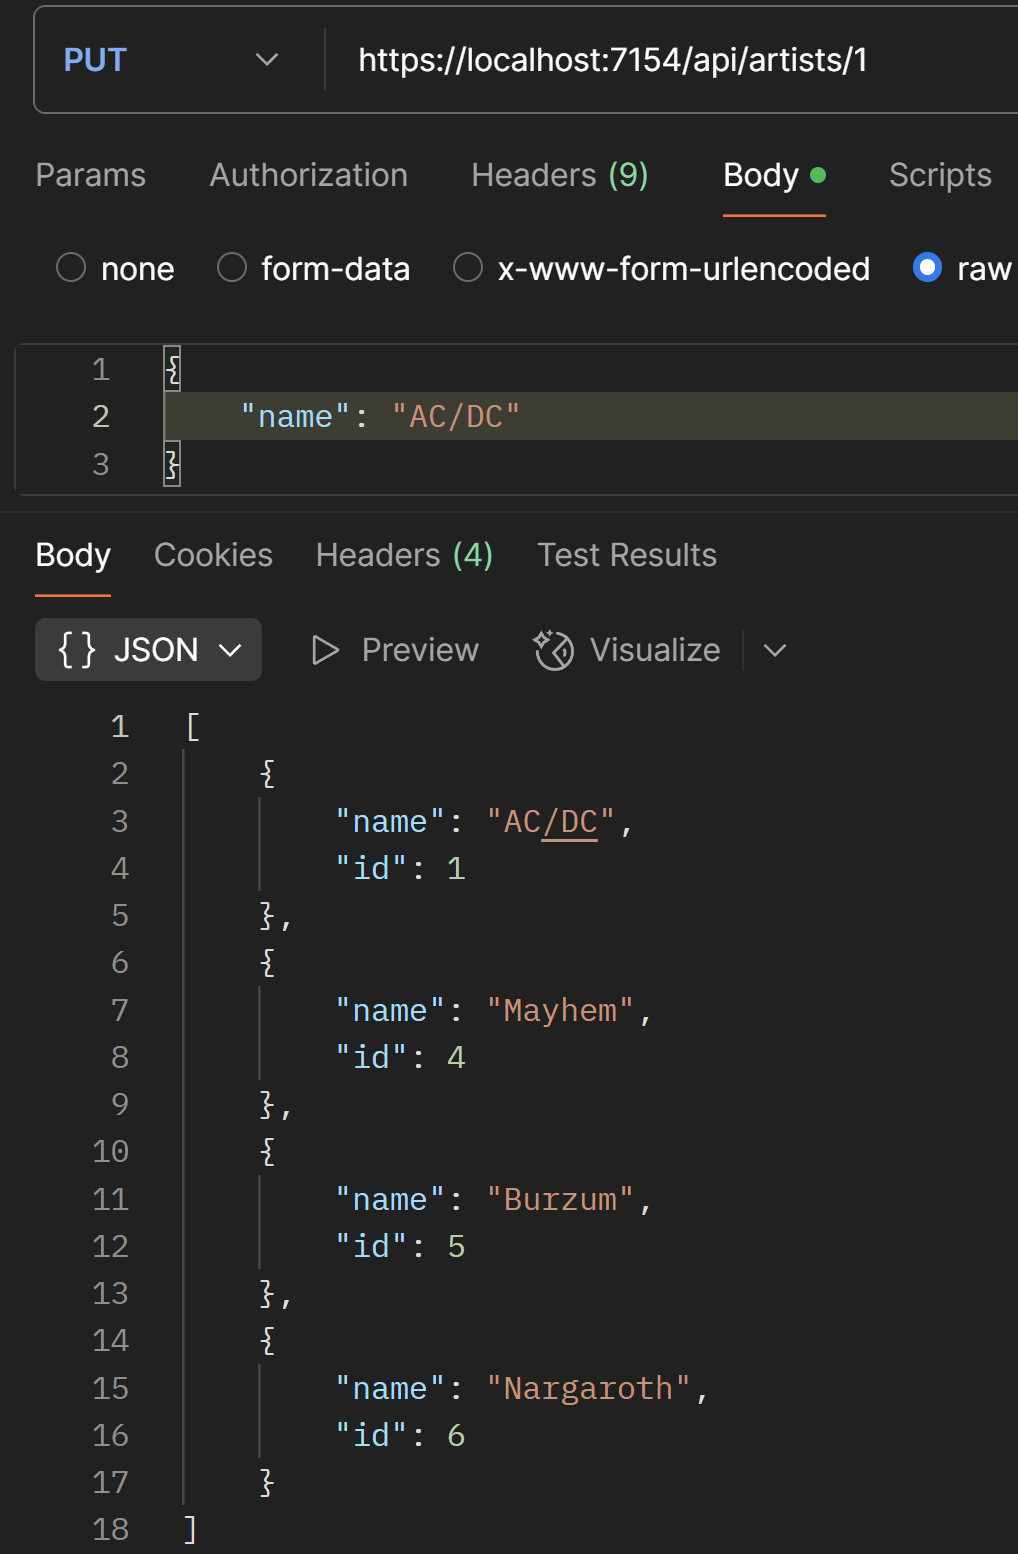 PUT https://localhost:7154/api/artists/1
Params Authorization Headers (9) Body Scripts
none form-data x-www-form-urlencoded raw
1 {
2 "name": "AC/DC"
3 }
Body Cookies Headers (4) Test Results
{} JSON Preview Visualize
1 [
2 {
3 "name": "AC/DC",
4 "id": 1
5 },
6 {
7 "name": "Mayhem",
8 "id": 4
9 },
10 {
11 "name": "Burzum",
12 "id": 5
13 },
14 {
15 "name": "Nargaroth",
16 "id": 6
17 }
18 ]